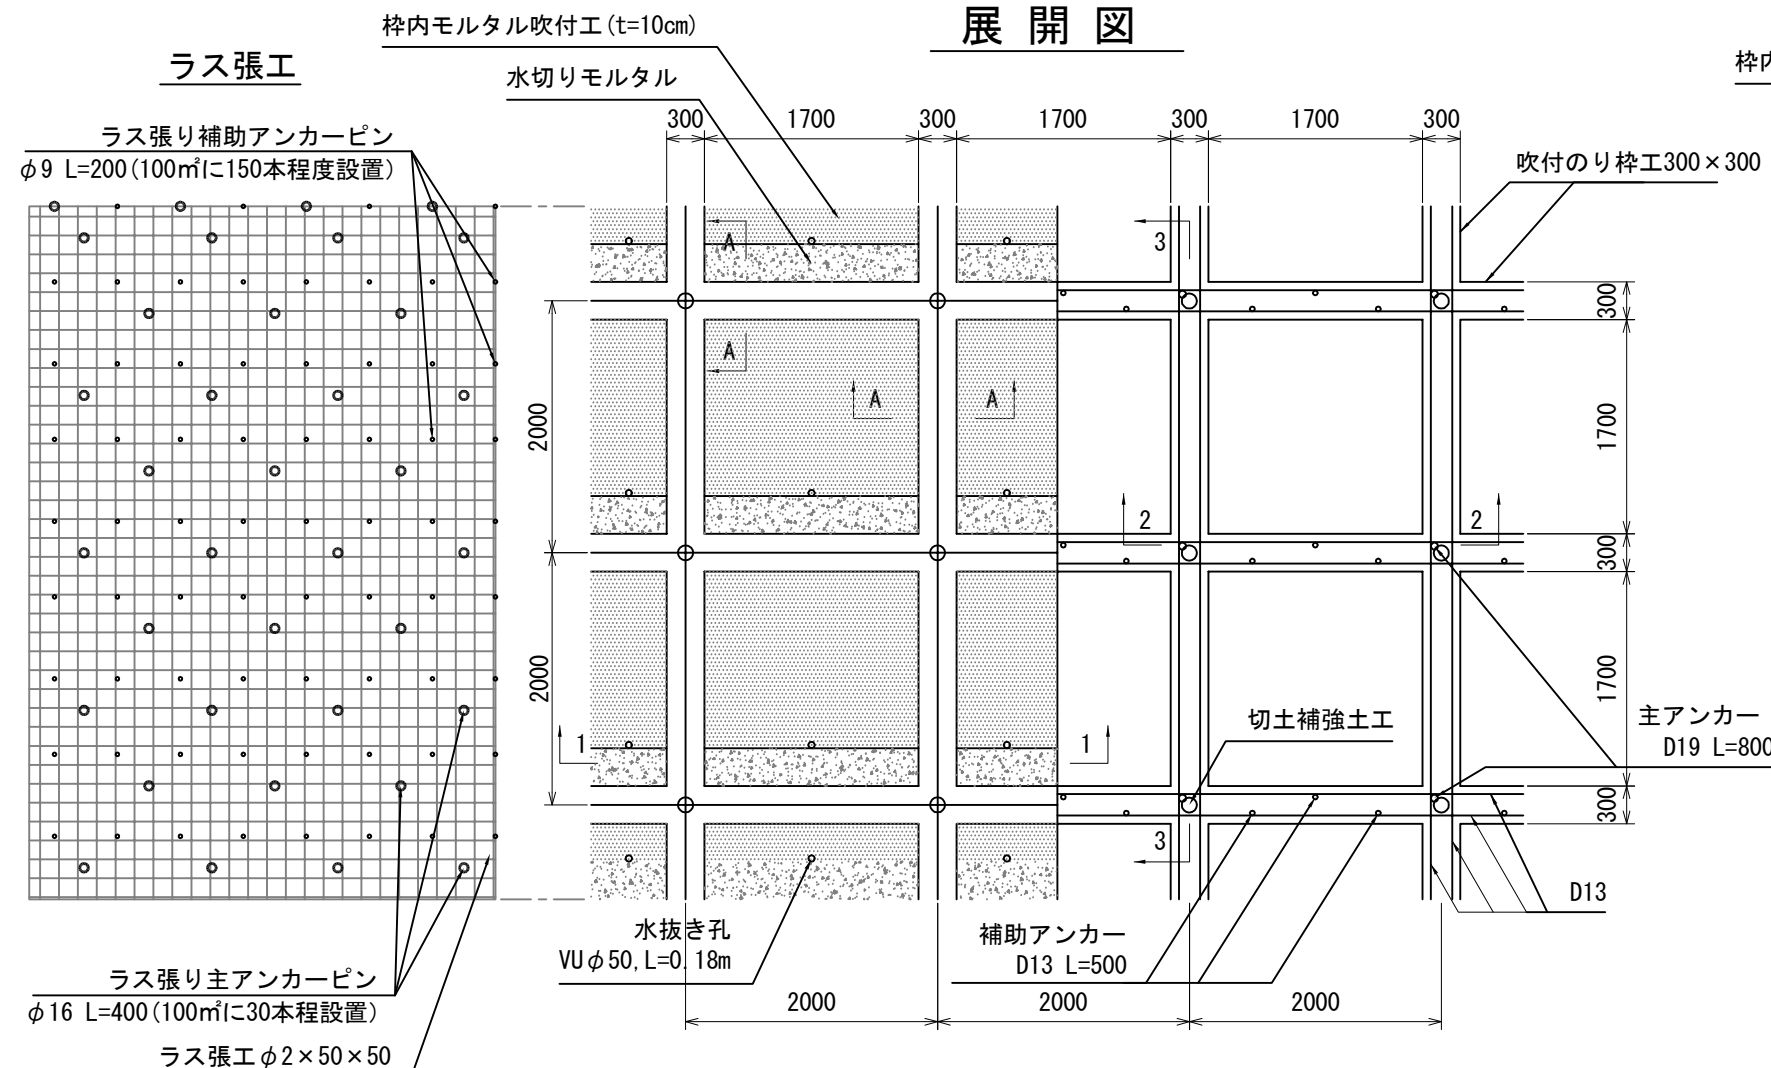 展開図
枠内モルタル吹付工(t=10cm)
水切りモルタル
ラス張工
枠内
ラス張り補助アンカーピン
φ9 L=200(100㎡に150本程度設置)
300 1700 300 1700 300 1700 300
吹付のり枠工300×300
A
3
300
A
A A
2000
1700
2 2
300
2000
1700
切土補強土工
主アンカー
D19 L=800
1 1
300
3
D13
水抜き孔
VUφ50,L=0.18m
補助アンカー
D13 L=500
ラス張り主アンカーピン
φ16 L=400(100㎡に30本程設置)
2000 2000 2000
ラス張工φ2×50×50